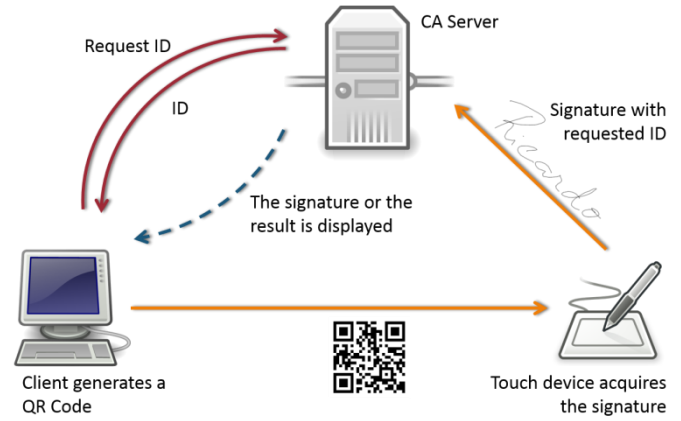 CA Server
Request ID
ID
Signature with
requested ID
Ricardo
The signature or the
result is displayed
Client generates a
QR Code
Touch device acquires
the signature